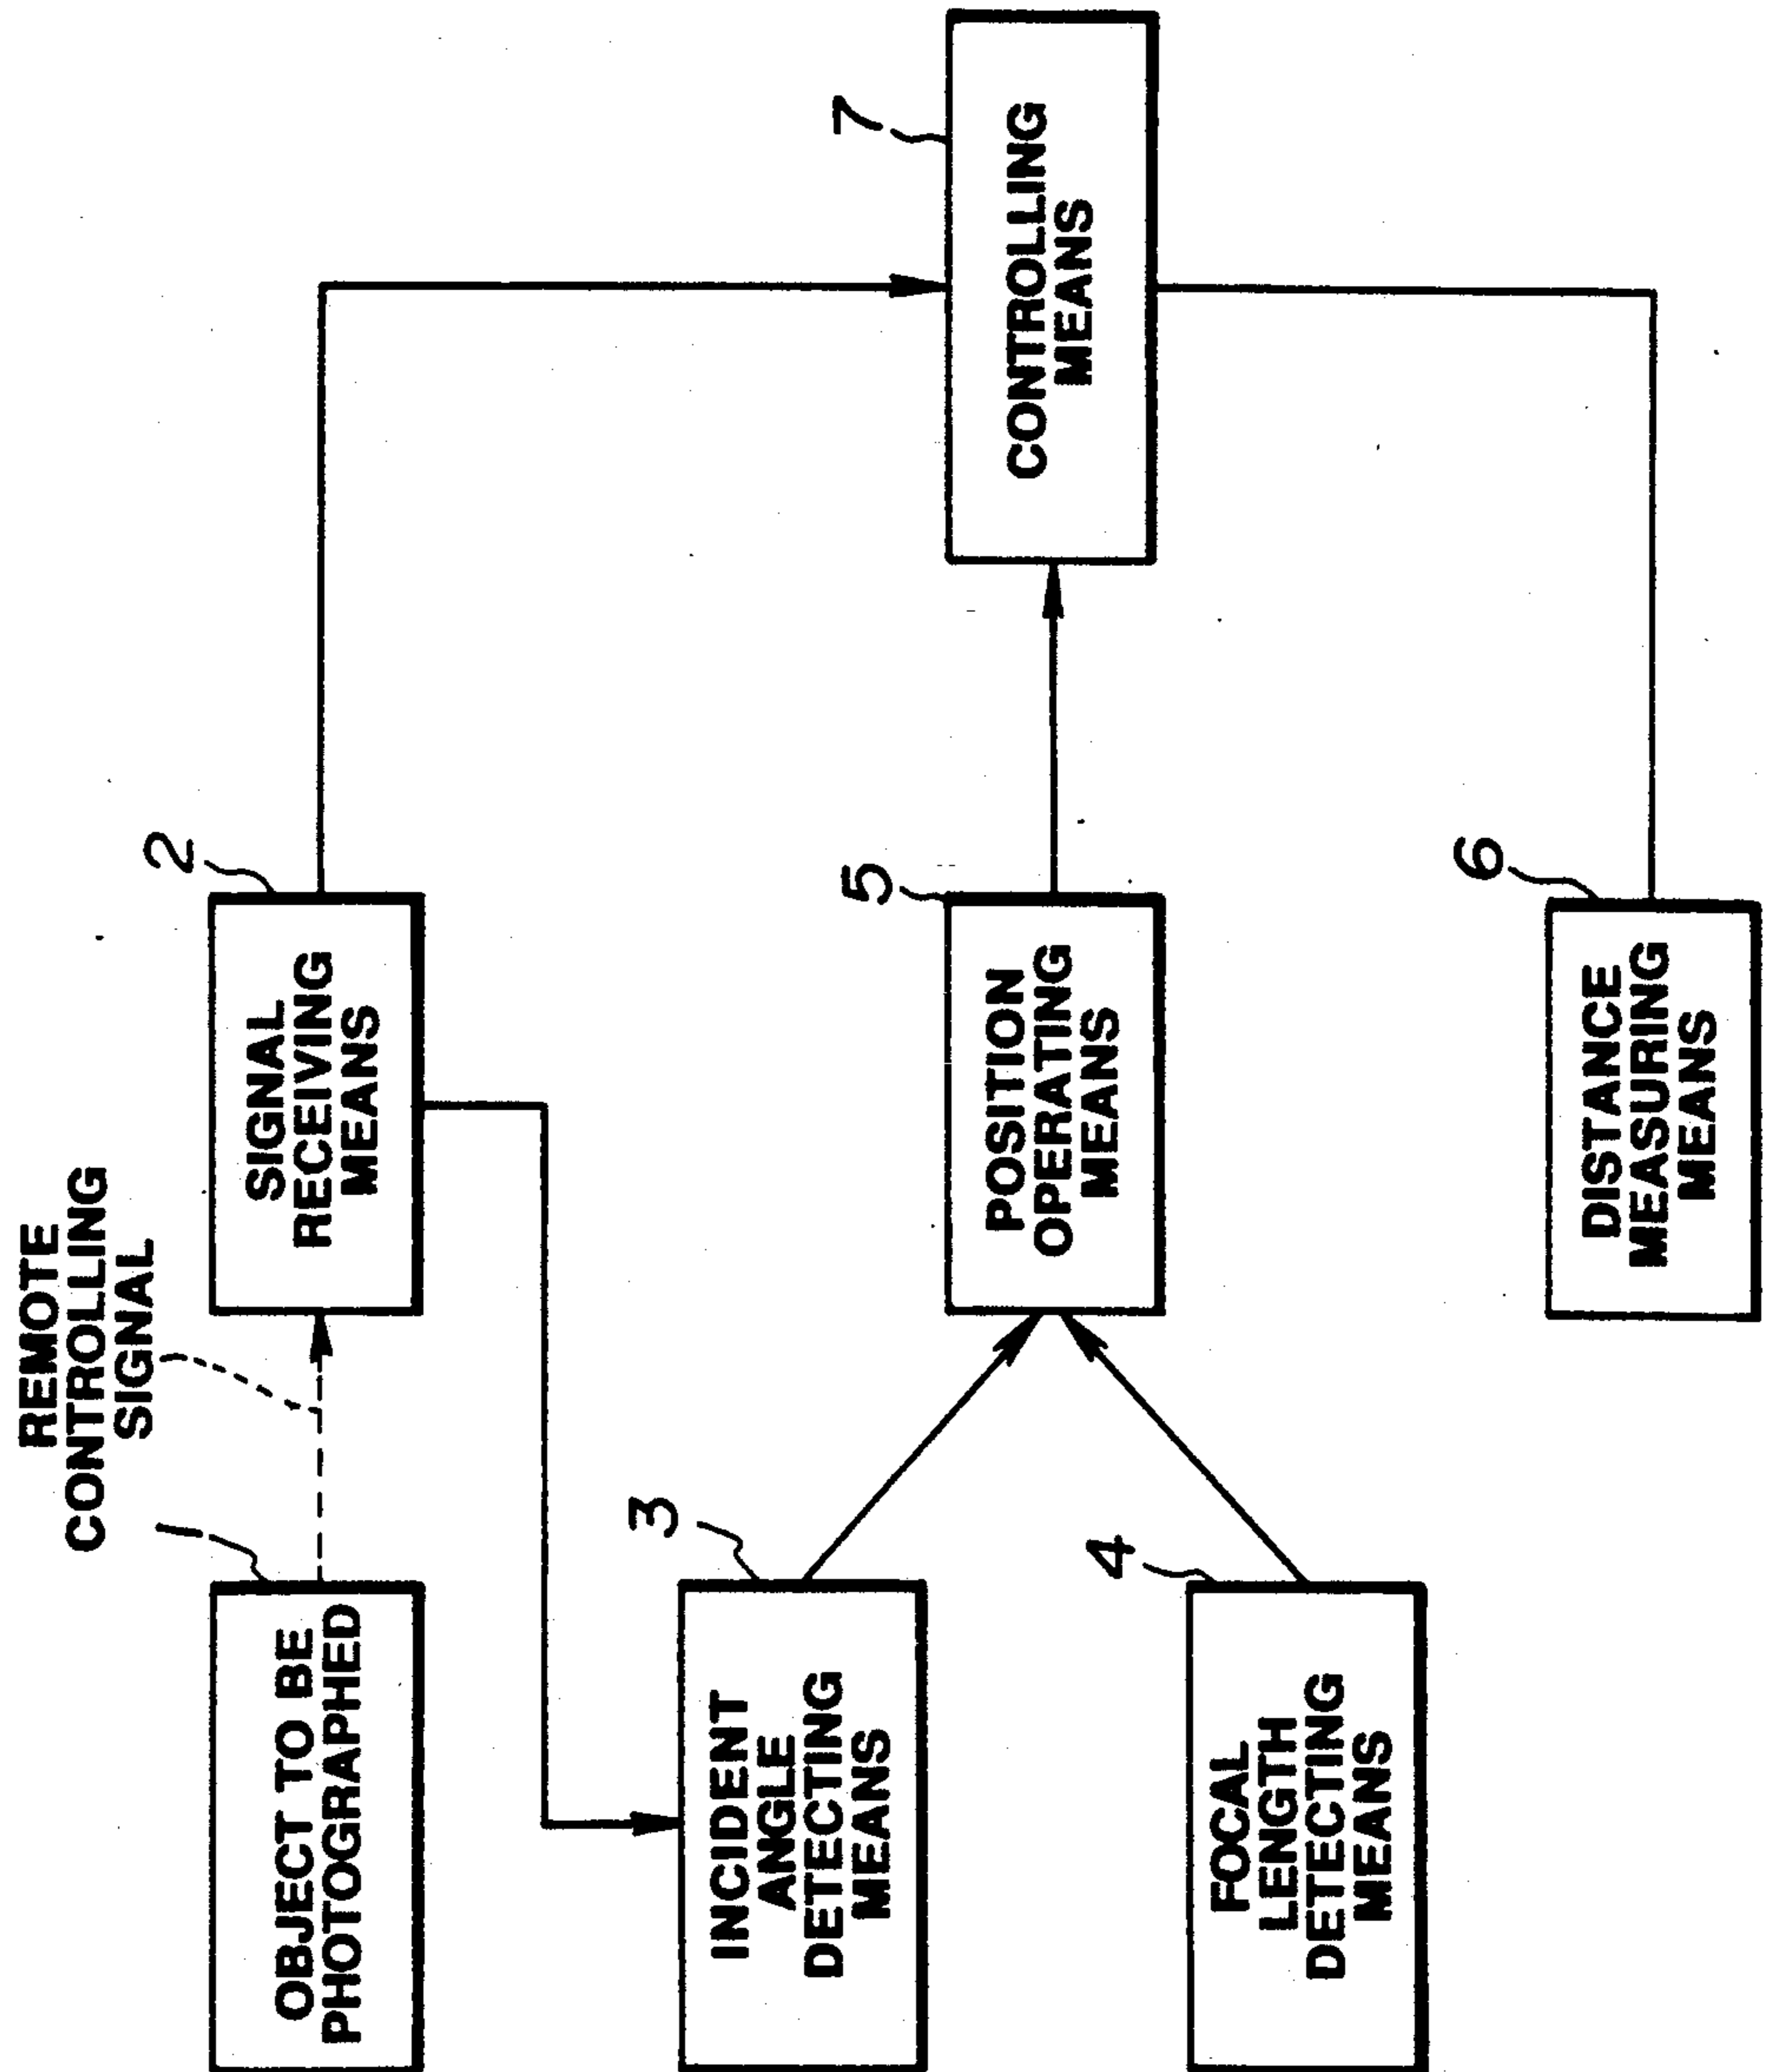 REMOTE
CONTROLLING
SIGNAL
1
OBJECT TO BE
PHOTOGRAPHED
2
SIGNAL
RECEIVING
MEANS
3
INCIDENT
ANGLE
DETECTING
MEANS
4
FOCAL
LENGTH
DETECTING
MEANS
5
POSITION
OPERATING
MEANS
6
DISTANCE
MEASURING
MEANS
7
CONTROLLING
MEANS